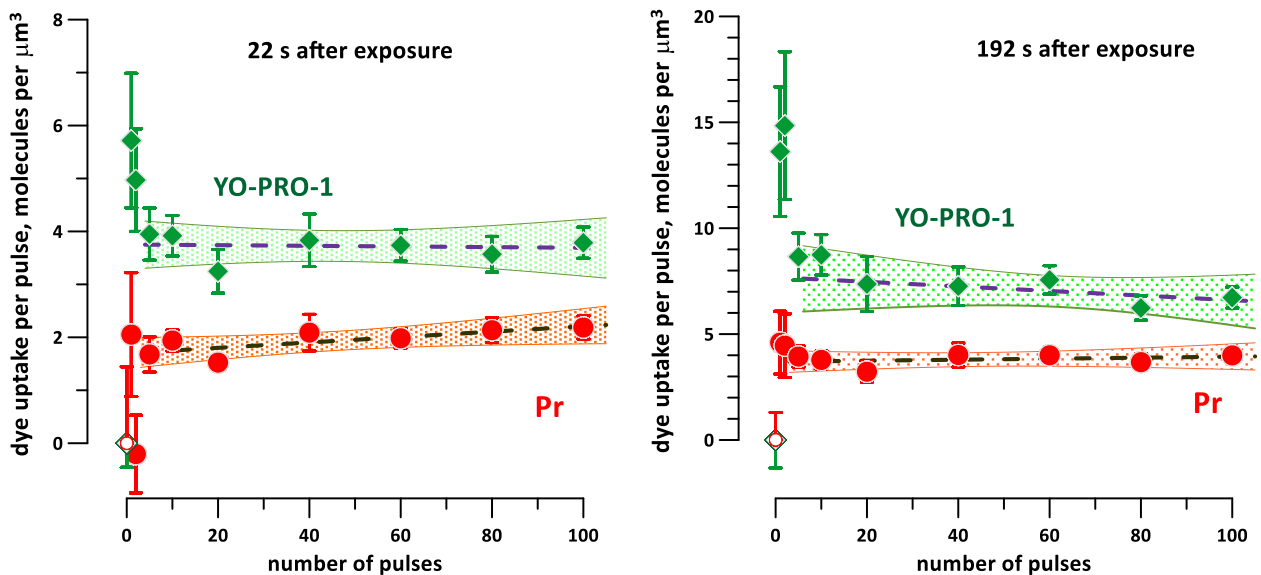 22 s after exposure
dye uptake per pulse, molecules per μm³
8
6
4
2
0
YO-PRO-1
Pr
0 20 40 60 80 100
number of pulses
192 s after exposure
dye uptake per pulse, molecules per μm³
20
15
10
5
0
YO-PRO-1
Pr
0 20 40 60 80 100
number of pulses